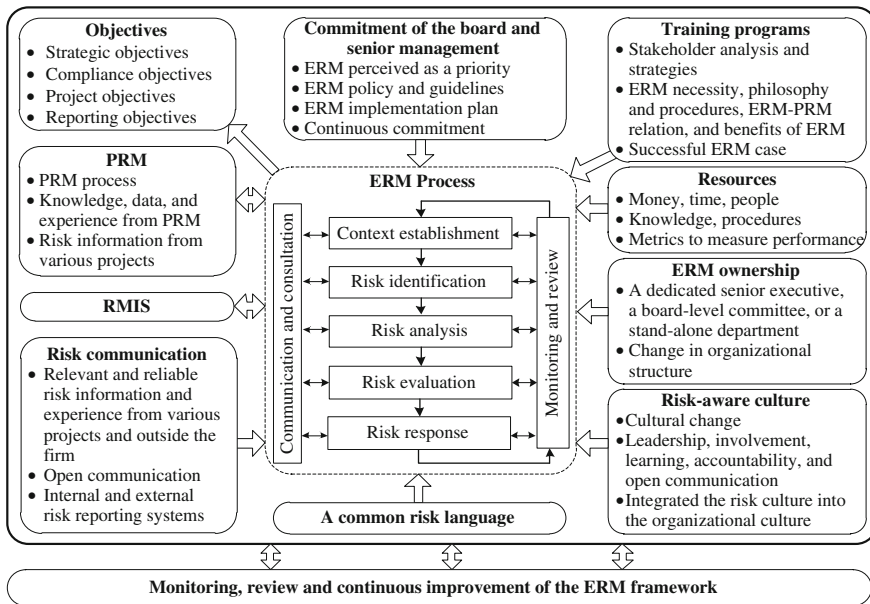 Objectives
• Strategic objectives
• Compliance objectives
• Project objectives
• Reporting objectives
Commitment of the board and
senior management
• ERM perceived as a priority
• ERM policy and guidelines
• ERM implementation plan
• Continuous commitment
Training programs
• Stakeholder analysis and
strategies
• ERM necessity, philosophy
and procedures, ERM-PRM
relation, and benefits of ERM
• Successful ERM case
PRM
• PRM process
• Knowledge, data, and
experience from PRM
• Risk information from
various projects
RMIS
Risk communication
• Relevant and reliable
risk information and
experience from various
projects and outside the
firm
• Open communication
• Internal and external
risk reporting systems
ERM Process
Communication and consultation
Context establishment
Risk identification
Risk analysis
Risk evaluation
Risk response
Monitoring and review
A common risk language
Resources
• Money, time, people
• Knowledge, procedures
• Metrics to measure performance
ERM ownership
• A dedicated senior executive,
a board-level committee, or a
stand-alone department
• Change in organizational
structure
Risk-aware culture
• Cultural change
• Leadership, involvement,
learning, accountability, and
open communication
• Integrated the risk culture into
the organizational culture
Monitoring, review and continuous improvement of the ERM framework